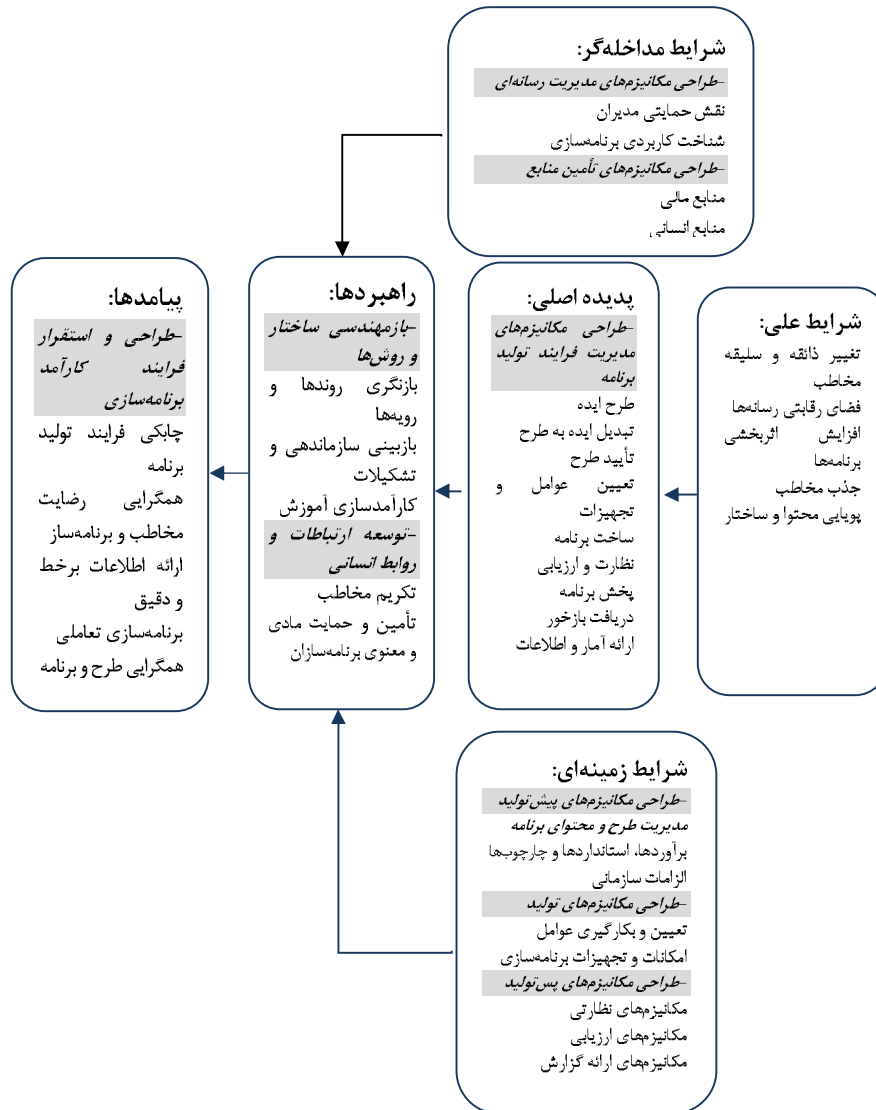 شرایط مداخله‌گر:
-طراحی مکانیزم‌های مدیریت رسانه‌ای
نقش حمایتی مدیران
شناخت کاربردی برنامه‌سازی
-طراحی مکانیزم‌های تأمین منابع
منابع مالی
منابع انسانی
شرایط علی:
تغییر ذائقه و سلیقه
مخاطب
فضای رقابتی رسانه‌ها
افزایش اثربخشی
برنامه‌ها
جذب مخاطب
پویایی محتوا و ساختار
پدیده اصلی:
-طراحی مکانیزم‌های
مدیریت فرایند تولید
برنامه
طرح ایده
تبدیل ایده به طرح
تأیید طرح
تعیین عوامل و
تجهیزات
ساخت برنامه
نظارت و ارزیابی
پخش برنامه
دریافت بازخور
ارائه آمار و اطلاعات
راهبردها:
-بازمهندسی ساختار
و روش‌ها
بازنگری روندها و
رویه‌ها
بازبینی سازماندهی و
تشکیلات
کارآمدسازی آموزش
-توسعه ارتباطات و
روابط انسانی
تکریم مخاطب
تأمین و حمایت مادی
و معنوی برنامه‌سازان
پیامدها:
-طراحی و استقرار
فرایند کارآمد
برنامه‌سازی
چابکی فرایند تولید
برنامه
همگرایی رضایت
مخاطب و برنامه‌ساز
ارائه اطلاعات برخط
و دقیق
برنامه‌سازی تعاملی
همگرایی طرح و برنامه
شرایط زمینه‌ای:
-طراحی مکانیزم‌های پیش‌تولید
مدیریت طرح و محتوای برنامه
برآوردها، استانداردها و چارچوب‌ها
الزامات سازمانی
-طراحی مکانیزم‌های تولید
تعیین و بکارگیری عوامل
امکانات و تجهیزات برنامه‌سازی
-طراحی مکانیزم‌های پس‌تولید
مکانیزم‌های نظارتی
مکانیزم‌های ارزیابی
مکانیزم‌های ارائه گزارش